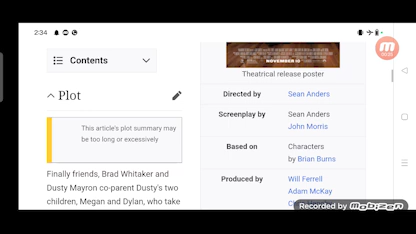 2:34
NOVEMBER 10
Contents
Theatrical release poster
Plot
Directed by Sean Anders
Screenplay by Sean Anders
John Morris
This article's plot summary may
be too long or excessively
Based on Characters
by Brian Burns
Finally friends, Brad Whitaker and
Dusty Mayron co-parent Dusty's two
children, Megan and Dylan, who take
Produced by Will Ferrell
Adam McKay
Recorded by MOBIZEN